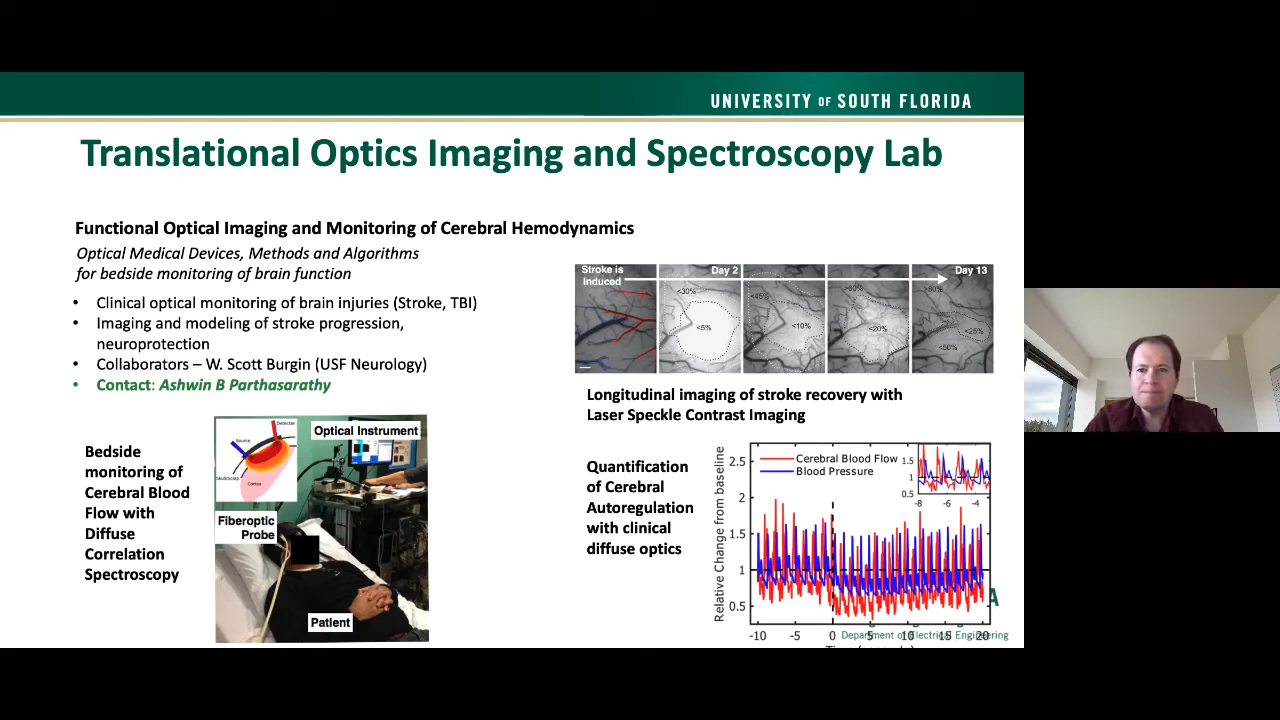 UNIVERSITY OF SOUTH FLORIDA
Translational Optics Imaging and Spectroscopy Lab
Functional Optical Imaging and Monitoring of Cerebral Hemodynamics
Optical Medical Devices, Methods and Algorithms
for bedside monitoring of brain function
• Clinical optical monitoring of brain injuries (Stroke, TBI)
• Imaging and modeling of stroke progression,
neuroprotection
• Collaborators – W. Scott Burgin (USF Neurology)
• Contact: Ashwin B Parthasarathy
Stroke is
Induced
Day 2
Day 13
<30%
<5%
<45%
<10%
<60%
<20%
<80%
<25%
<50%
Longitudinal imaging of stroke recovery with
Laser Speckle Contrast Imaging
Bedside
monitoring of
Cerebral Blood
Flow with
Diffuse
Correlation
Spectroscopy
Detector
Source
Skull/Scalp
Cortex
Optical Instrument
Fiberoptic
Probe
Patient
Quantification
of Cerebral
Autoregulation
with clinical
diffuse optics
Relative Change from baseline
2.5
2
1.5
1
0.5
Cerebral Blood Flow
Blood Pressure
1.5
1
0.5
-8 -6 -4
-10 -5 0 5 10 15 20
Department of Electrical Engineering